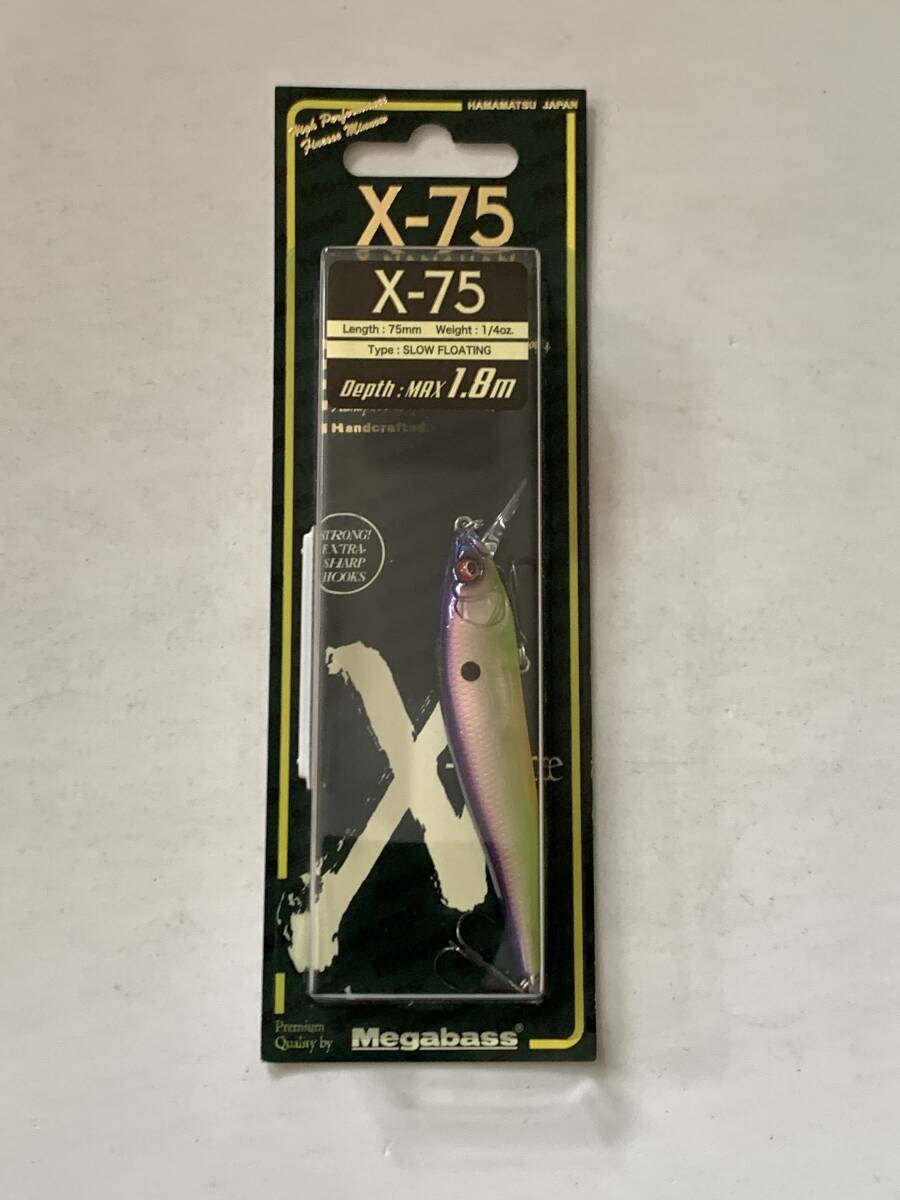 HAMAMATSU JAPAN
High Performance
Finesse Minnow
X-75
X-75
Length : 75mm Weight : 1/4oz.
Type : SLOW FLOATING
Depth : MAX 1.8m
Handcrafted
STRONG!
EXTRA-
SHARP
HOOKS
X
Premium
Quality by
Megabass®